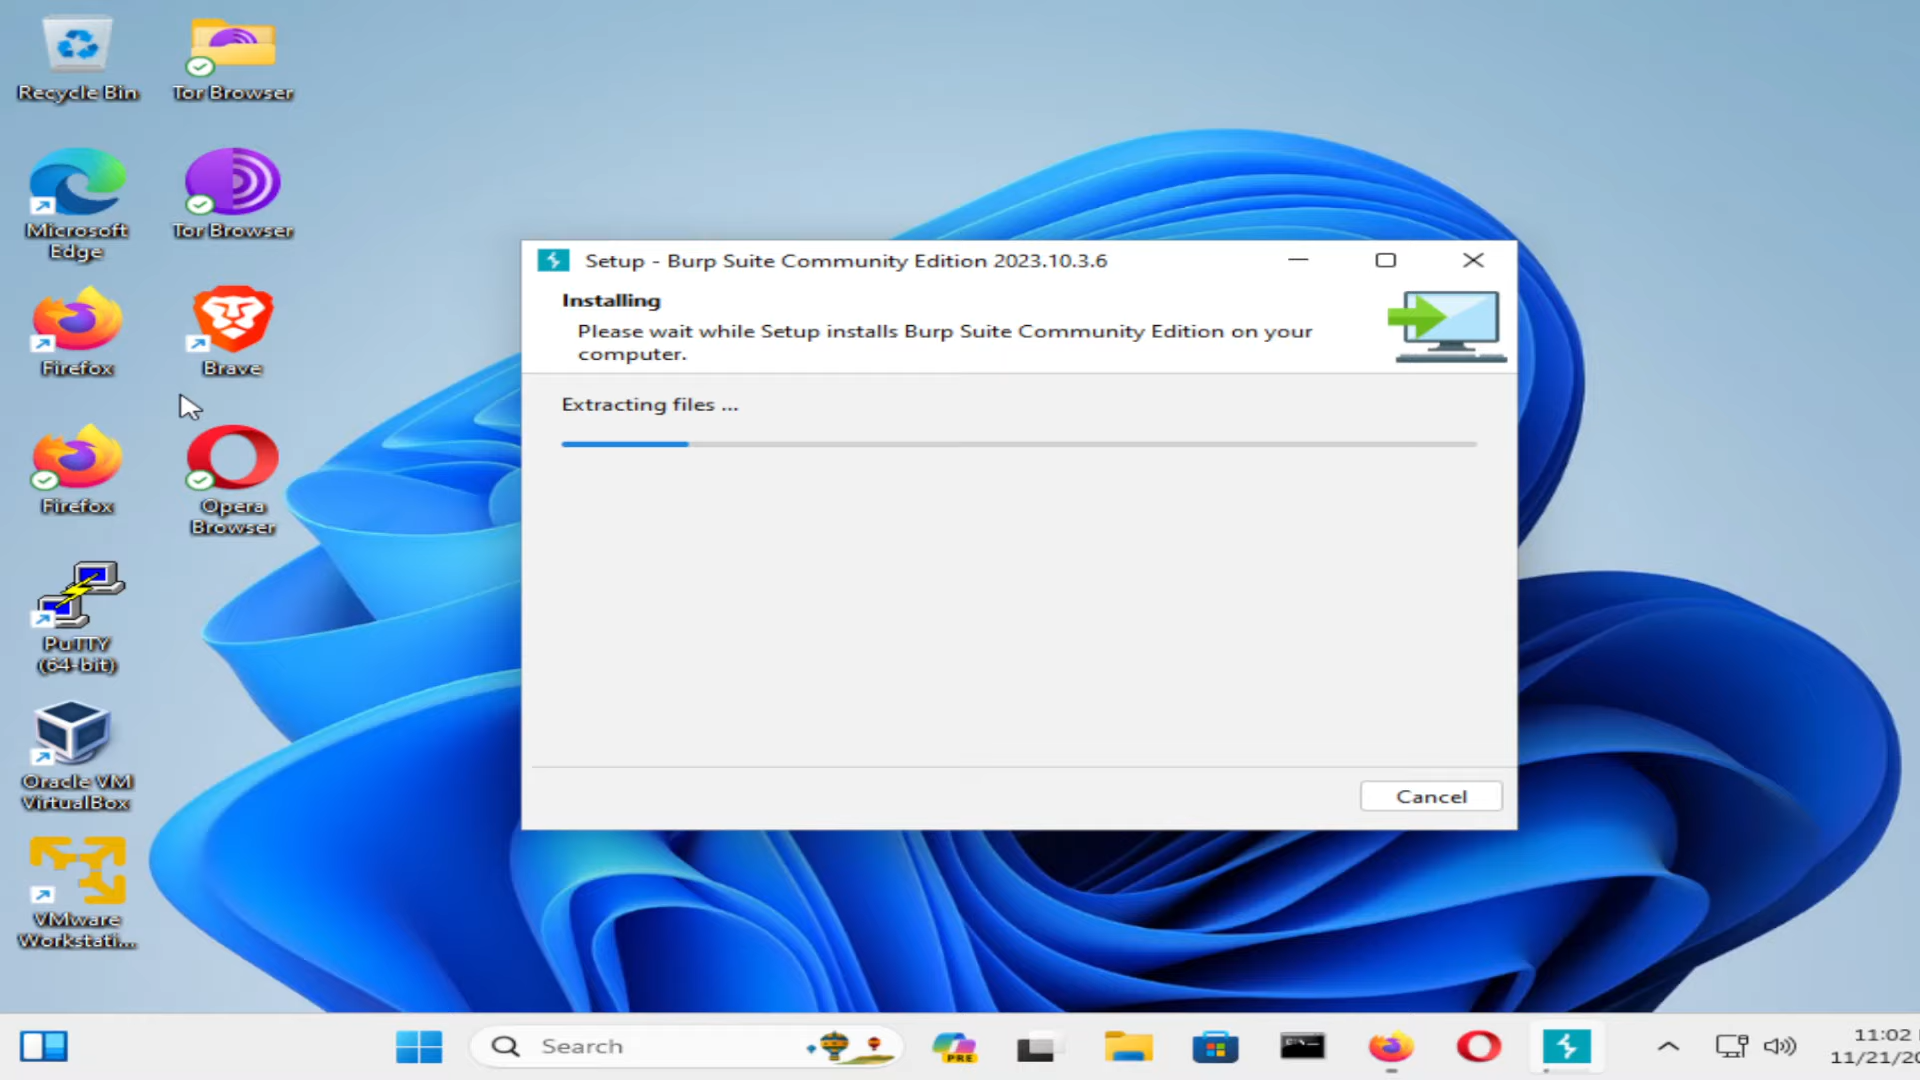 Recycle Bin
Tor Browser
Microsoft
Edge
Tor Browser
Firefox
Brave
Firefox
Opera
Browser
PuTTY
(64-bit)
Oracle VM
VirtualBox
VMware
Workstati...
Setup - Burp Suite Community Edition 2023.10.3.6
Installing
Please wait while Setup installs Burp Suite Community Edition on your
computer.
Extracting files ...
Cancel
Search
PRE
11:02
11/21/20